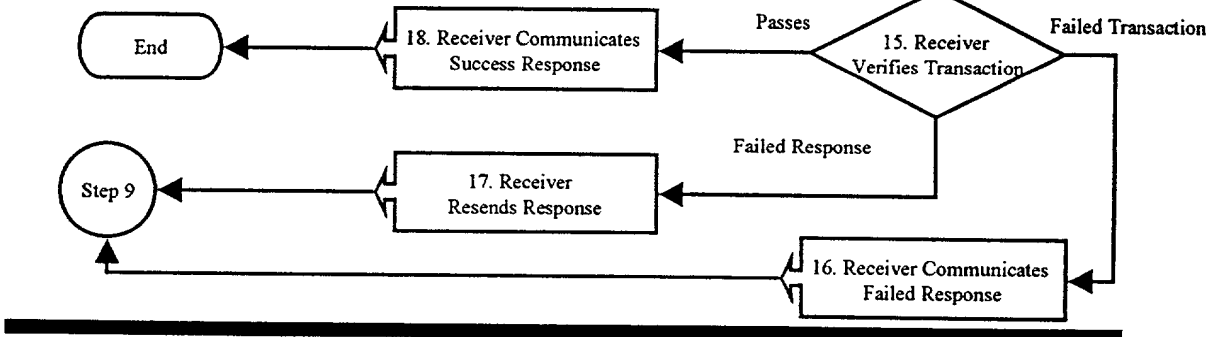 End
18. Receiver Communicates
Success Response
Passes
15. Receiver
Verifies Transaction
Failed Transaction
Step 9
17. Receiver
Resends Response
Failed Response
16. Receiver Communicates
Failed Response